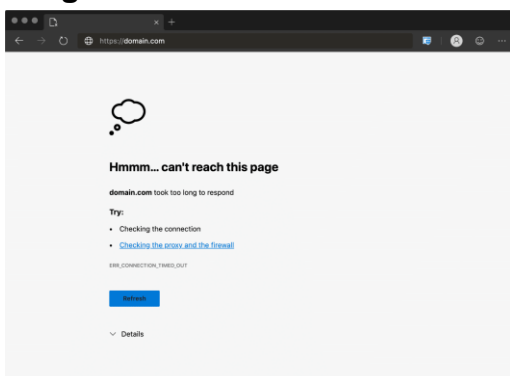 https://domain.com
Hmmm... can't reach this page
domain.com took too long to respond
Try:
• Checking the connection
• Checking the proxy and the firewall
ERR_CONNECTION_TIMED_OUT
Refresh
Details